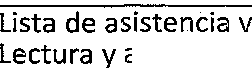 Lista de asistencia v
Lectura y a